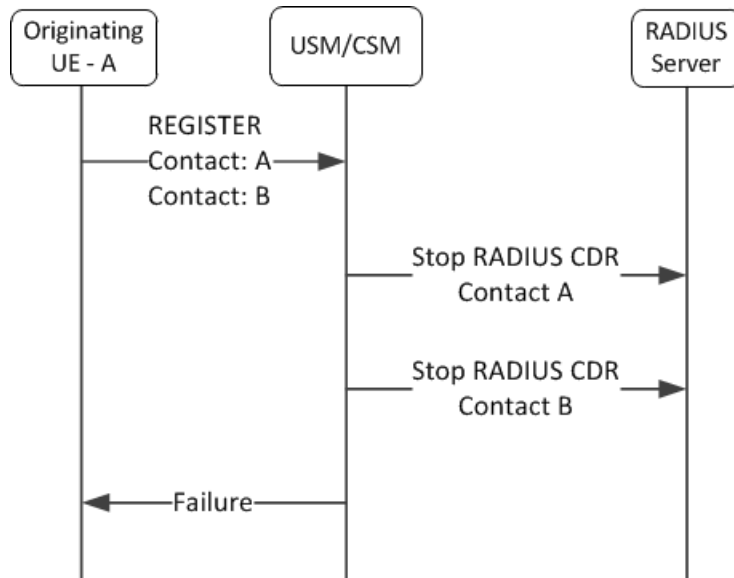 Originating
UE - A
USM/CSM
RADIUS
Server
REGISTER
Contact: A
Contact: B
Stop RADIUS CDR
Contact A
Stop RADIUS CDR
Contact B
Failure